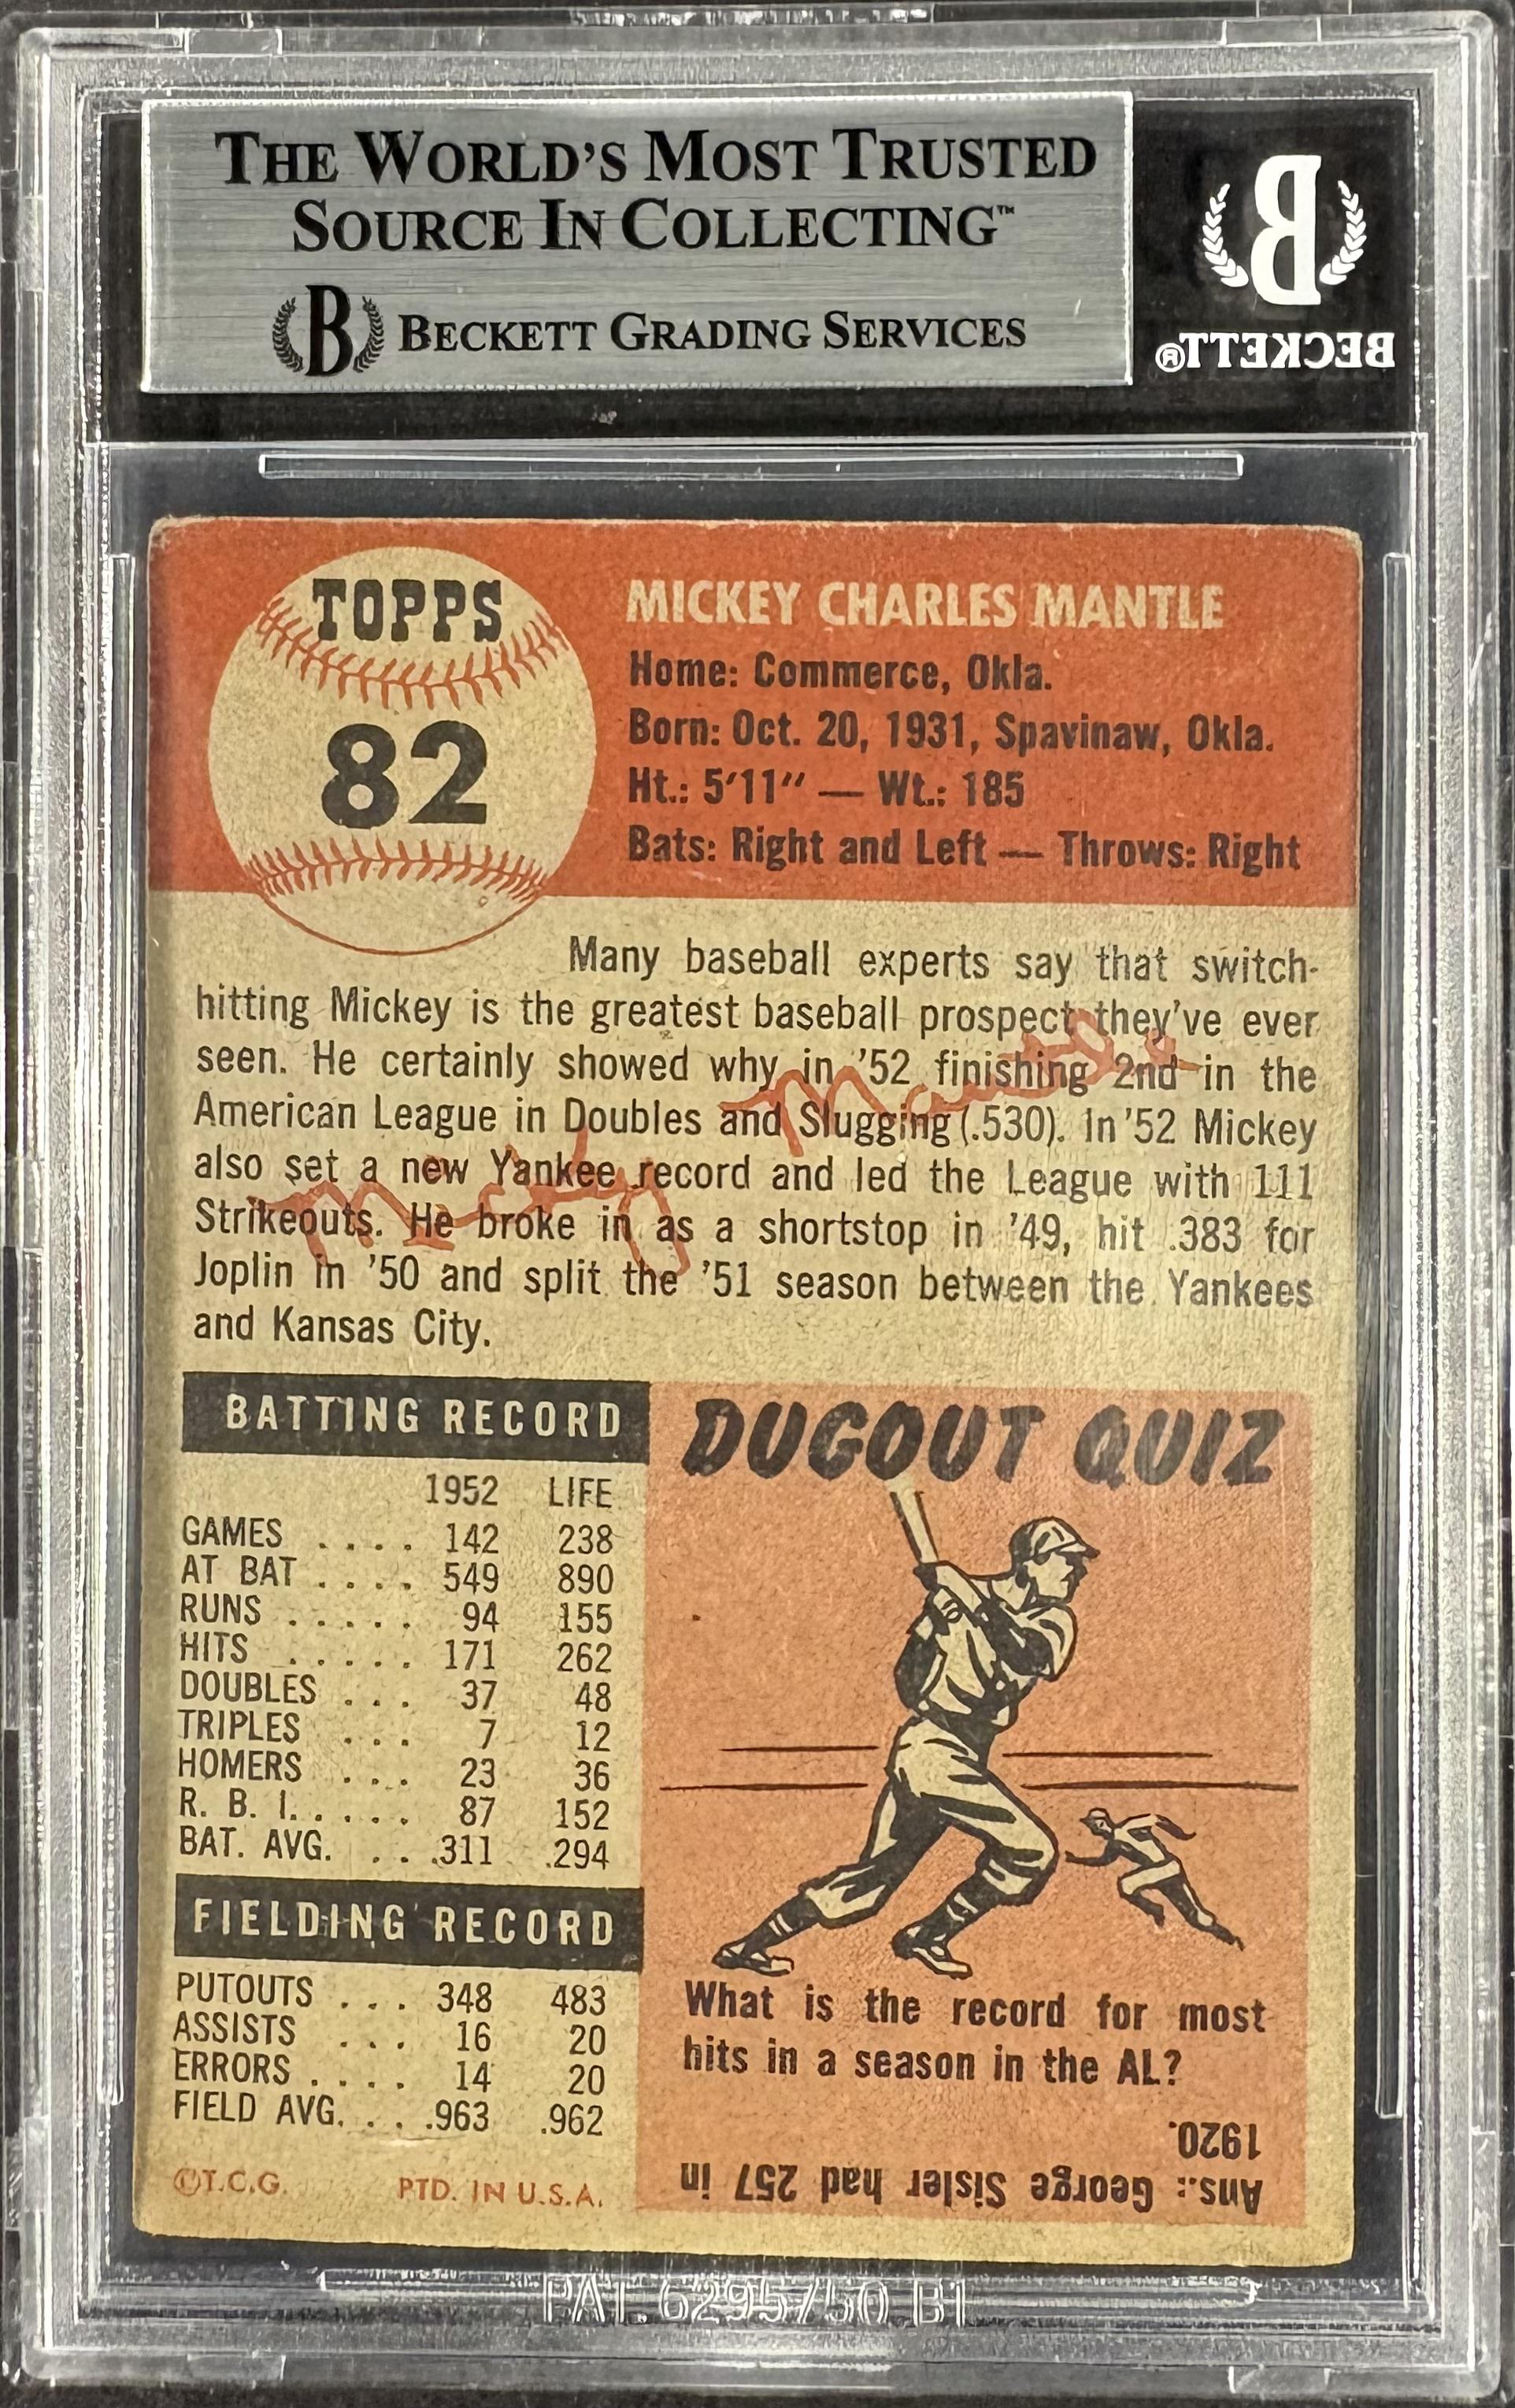 THE WORLD'S MOST TRUSTED
SOURCE IN COLLECTING™
B BECKETT GRADING SERVICES
B
BECKETT®
TOPPS
82
MICKEY CHARLES MANTLE
Home: Commerce, Okla.
Born: Oct. 20, 1931, Spavinaw, Okla.
Ht.: 5'11" — Wt.: 185
Bats: Right and Left — Throws: Right
Many baseball experts say that switch-
hitting Mickey is the greatest baseball prospect they've ever
seen. He certainly showed why in '52 finishing 2nd in the
American League in Doubles and Slugging (.530). In '52 Mickey
also set a new Yankee record and led the League with 111
Strikeouts. He broke in as a shortstop in '49, hit .383 for
Joplin in '50 and split the '51 season between the Yankees
and Kansas City.
Mickey Mantle
BATTING RECORD
1952 LIFE
GAMES .... 142 238
AT BAT .... 549 890
RUNS ..... 94 155
HITS ..... 171 262
DOUBLES ... 37 48
TRIPLES ... 7 12
HOMERS ... 23 36
R. B. I. .... 87 152
BAT. AVG. .. .311 .294
FIELDING RECORD
PUTOUTS ... 348 483
ASSISTS ... 16 20
ERRORS .... 14 20
FIELD AVG. .. .963 .962
©T.C.G. PTD. IN U.S.A.
DUGOUT QUIZ
What is the record for most
hits in a season in the AL?
Ans.: George Sisler had 257 in
1920.
PAT. 6295750 B1